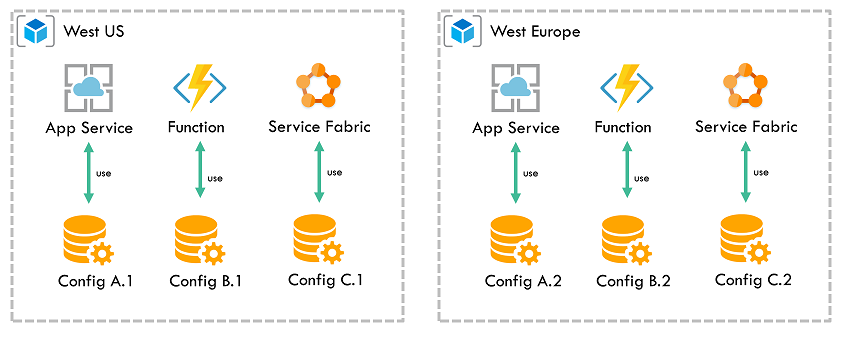 West US
App Service
Function
Service Fabric
use
use
use
Config A.1
Config B.1
Config C.1
West Europe
App Service
Function
Service Fabric
use
use
use
Config A.2
Config B.2
Config C.2